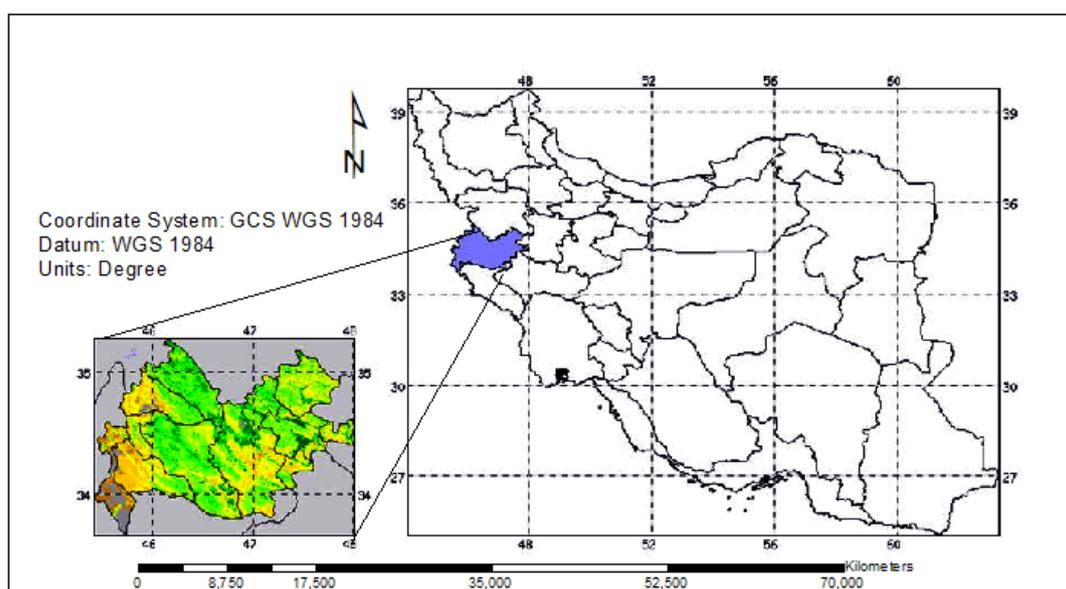 48 52 56 60
39 39
N
36 36
Coordinate System: GCS WGS 1984
Datum: WGS 1984
Units: Degree
33 33
46 47 48
35 35
30 30
34 34
27 27
46 47 48
48 52 56 60
Kilometers
0 8,750 17,500 35,000 52,500 70,000